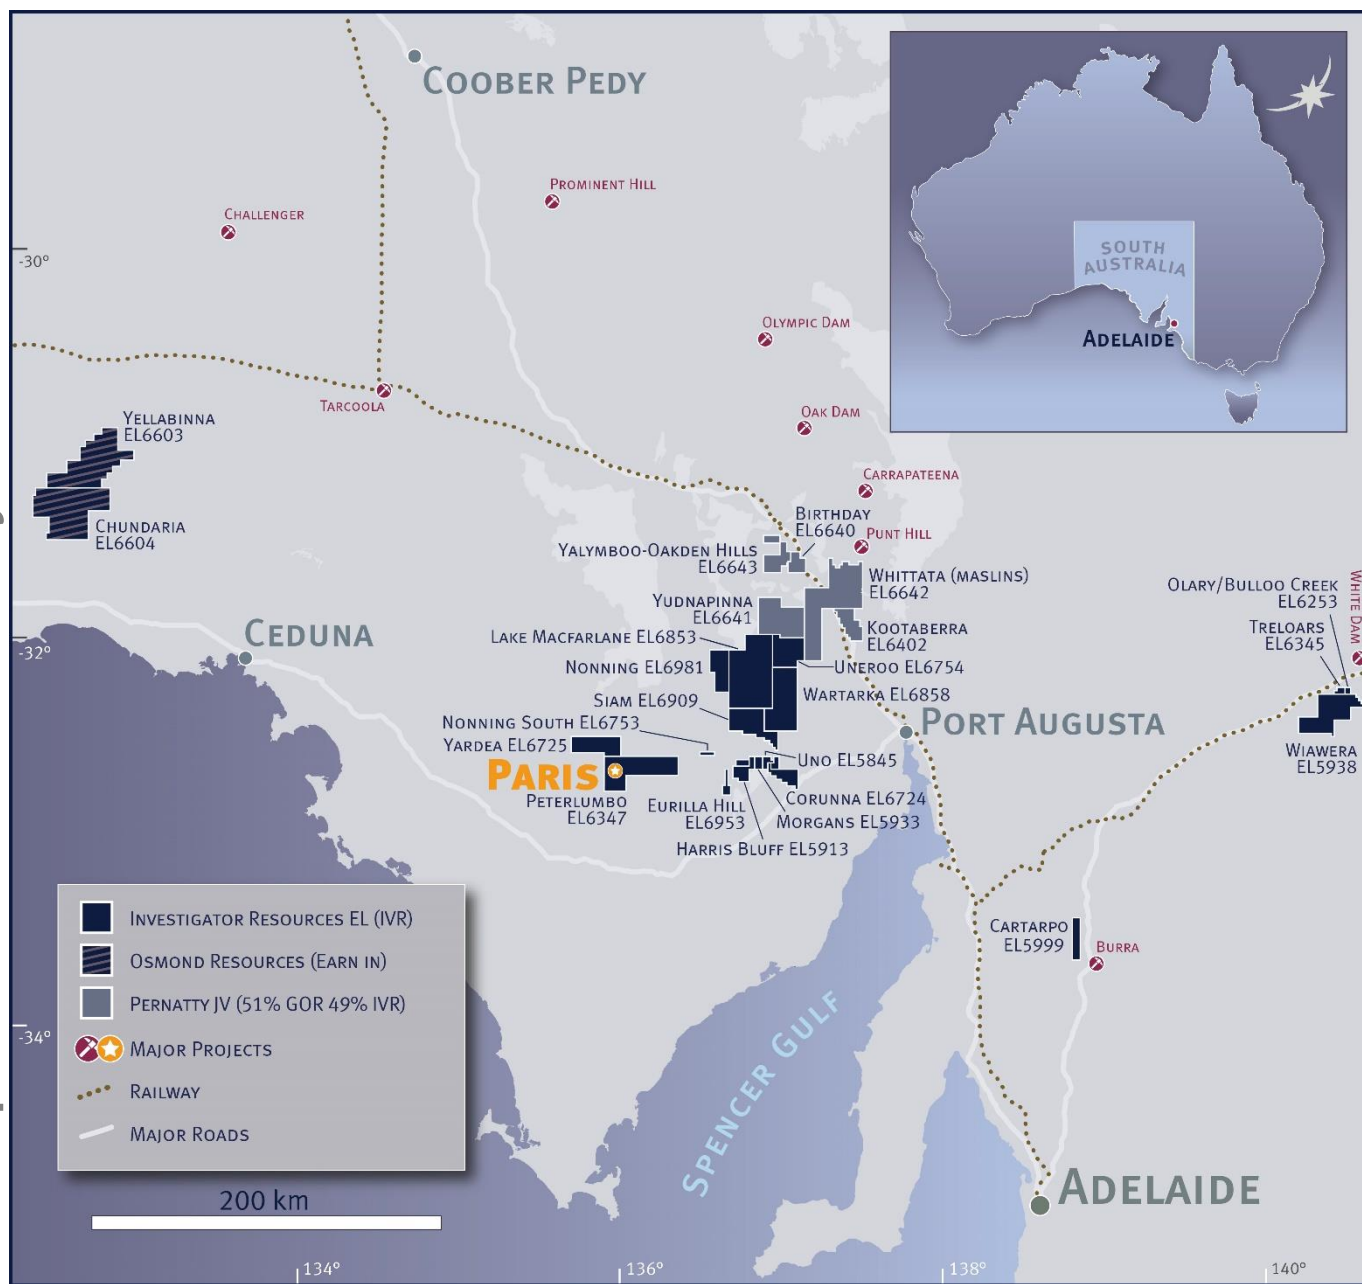 COOBER PEDY
PROMINENT HILL
CHALLENGER
-30°
SOUTH
AUSTRALIA
ADELAIDE
OLYMPIC DAM
TARCOOLA
OAK DAM
YELLABINNA
EL6603
CARRAPATEENA
CHUNDARIA
EL6604
BIRTHDAY
EL6640
PUNT HILL
YALYMBOO-OAKDEN HILLS
EL6643
WHITTATA (MASLINS)
EL6642
OLARY/BULLOO CREEK
EL6253
WHITE DAM
YUDNAPINNA
EL6641
KOOTABERRA
EL6402
TRELOARS
EL6345
CEDUNA
-32°
LAKE MACFARLANE EL6853
NONNING EL6981
UNEROO EL6754
SIAM EL6909
WARTARKA EL6858
NONNING SOUTH EL6753
PORT AUGUSTA
YARDEA EL6725
UNO EL5845
WIAWERA
EL5938
PARIS
PETERLUMBO
EL6347
EURILLA HILL
EL6953
CORUNNA EL6724
MORGANS EL5933
HARRIS BLUFF EL5913
INVESTIGATOR RESOURCES EL (IVR)
OSMOND RESOURCES (EARN IN)
PERNATTY JV (51% GOR 49% IVR)
MAJOR PROJECTS
RAILWAY
MAJOR ROADS
CARTARPO
EL5999
BURRA
-34°
SPENCER GULF
200 km
ADELAIDE
134°
136°
138°
140°